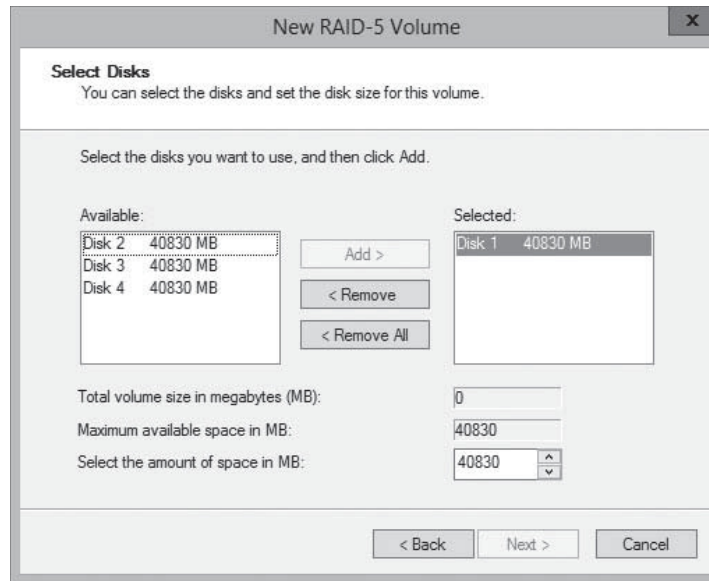 New RAID-5 Volume
x
Select Disks
You can select the disks and set the disk size for this volume.
Select the disks you want to use, and then click Add.
Available:
Disk 2 40830 MB
Disk 3 40830 MB
Disk 4 40830 MB
Add >
< Remove
< Remove All
Selected:
Disk 1 40830 MB
Total volume size in megabytes (MB): 0
Maximum available space in MB: 40830
Select the amount of space in MB: 40830
< Back
Next >
Cancel